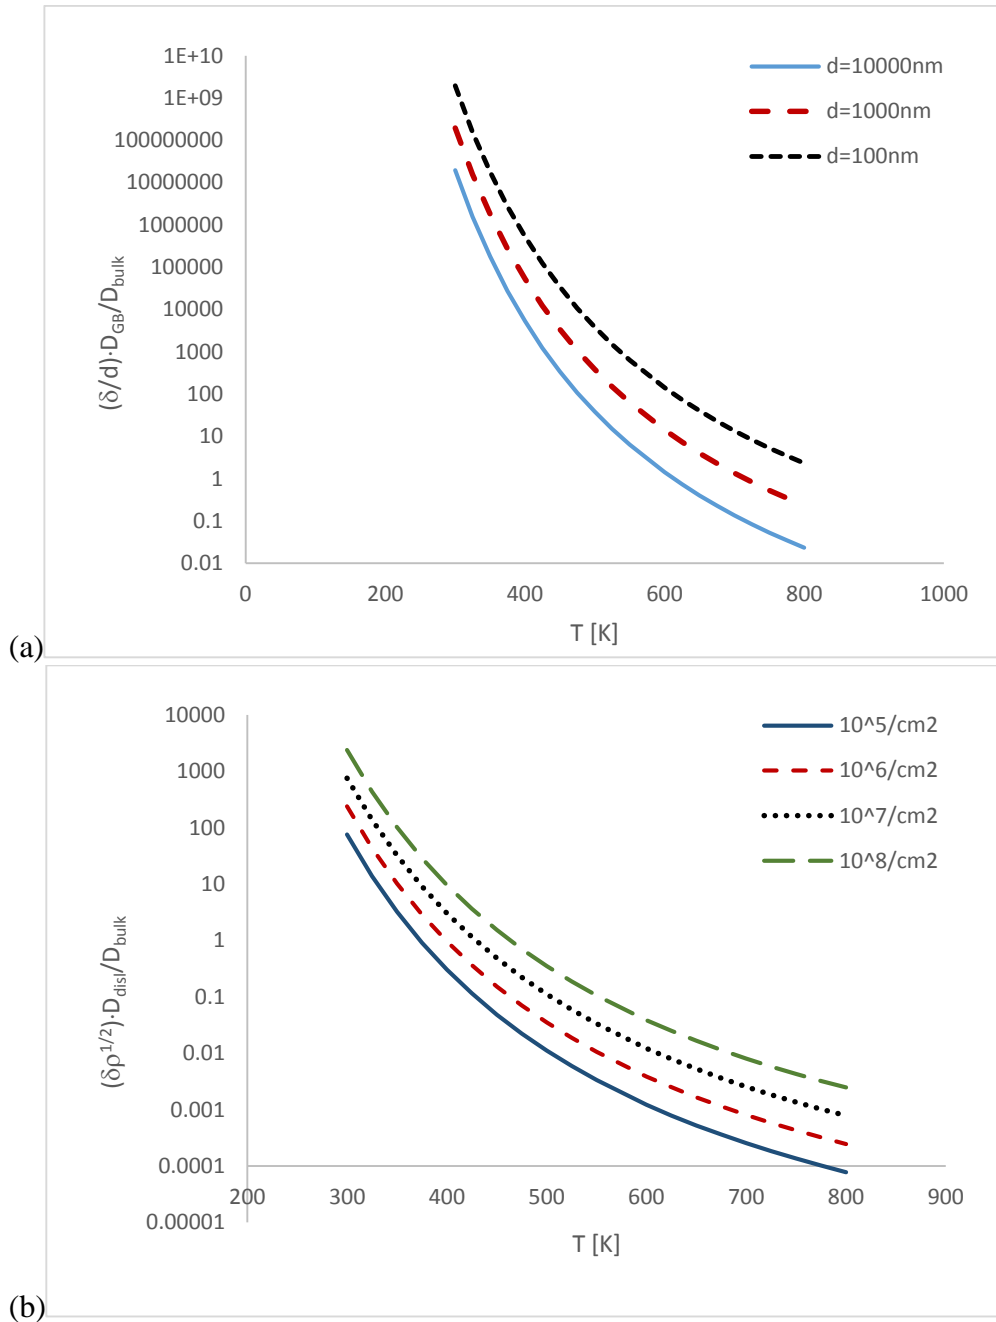 1E+10
1E+09
100000000
10000000
1000000
100000
10000
1000
100
10
1
0.1
0.01
(δ/d)·D_GB/D_bulk
0 200 400 600 800 1000
T [K]
d=10000nm
d=1000nm
d=100nm
(a)
10000
1000
100
10
1
0.1
0.01
0.001
0.0001
0.00001
(δρ^1/2)·D_disl/D_bulk
200 300 400 500 600 700 800 900
T [K]
10^5/cm2
10^6/cm2
10^7/cm2
10^8/cm2
(b)